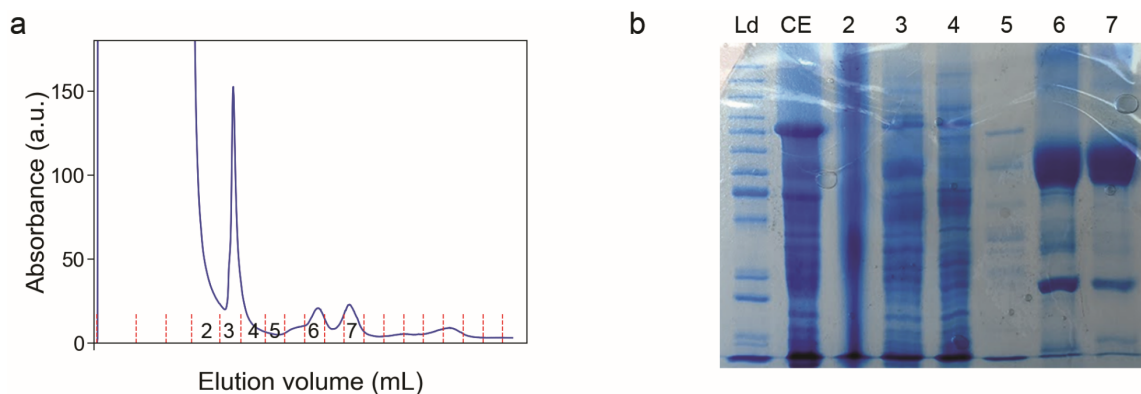 a
150
100
50
0
Absorbance (a.u.)
2 3 4 5 6 7
Elution volume (mL)
b
Ld CE 2 3 4 5 6 7